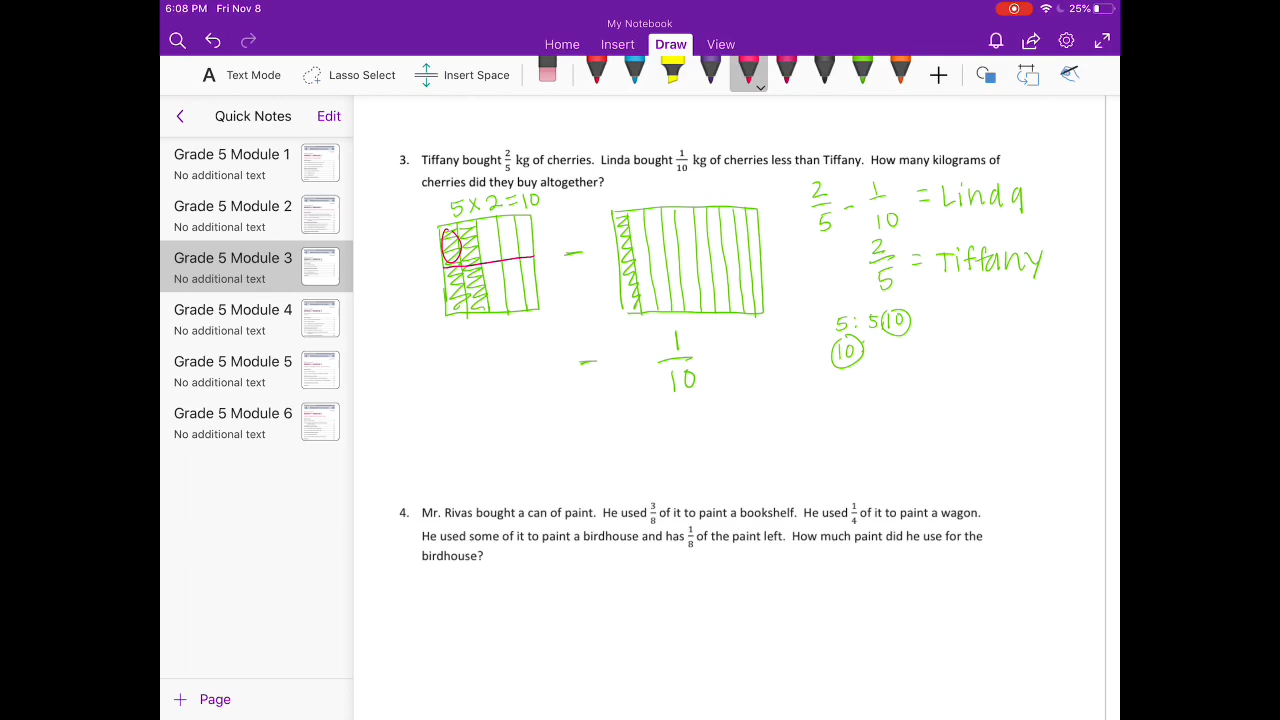 6:08 PM Fri Nov 8
25%
My Notebook
Home Insert Draw View
Text Mode Lasso Select Insert Space
Quick Notes Edit
Grade 5 Module 1
No additional text
Grade 5 Module 2
No additional text
Grade 5 Module 3
No additional text
Grade 5 Module 4
No additional text
Grade 5 Module 5
No additional text
Grade 5 Module 6
No additional text
+ Page
3. Tiffany bought 2/5 kg of cherries. Linda bought 1/10 kg of cherries less than Tiffany. How many kilograms of
cherries did they buy altogether?
5 x 2 = 10
-
2/5 - 1/10 = Linda
2/5 = Tiffany
5: 5 10
10
- 1/10
4. Mr. Rivas bought a can of paint. He used 3/8 of it to paint a bookshelf. He used 1/4 of it to paint a wagon.
He used some of it to paint a birdhouse and has 1/8 of the paint left. How much paint did he use for the
birdhouse?